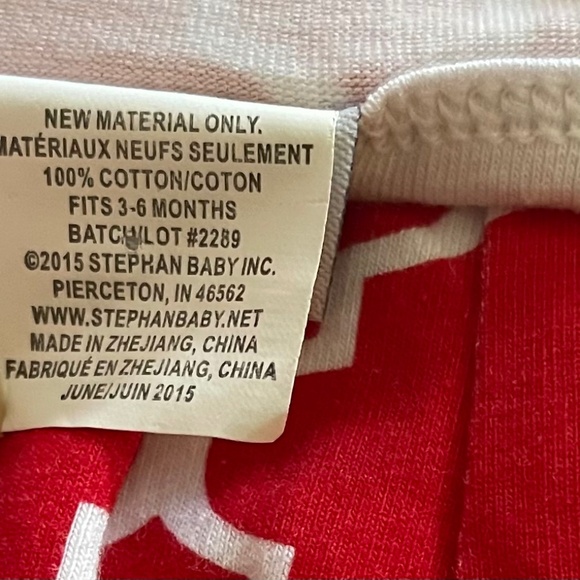 NEW MATERIAL ONLY.
MATÉRIAUX NEUFS SEULEMENT
100% COTTON/COTON
FITS 3-6 MONTHS
BATCH/LOT #2289
©2015 STEPHAN BABY INC.
PIERCETON, IN 46562
WWW.STEPHANBABY.NET
MADE IN ZHEJIANG, CHINA
FABRIQUÉ EN ZHEJIANG, CHINA
JUNE/JUIN 2015